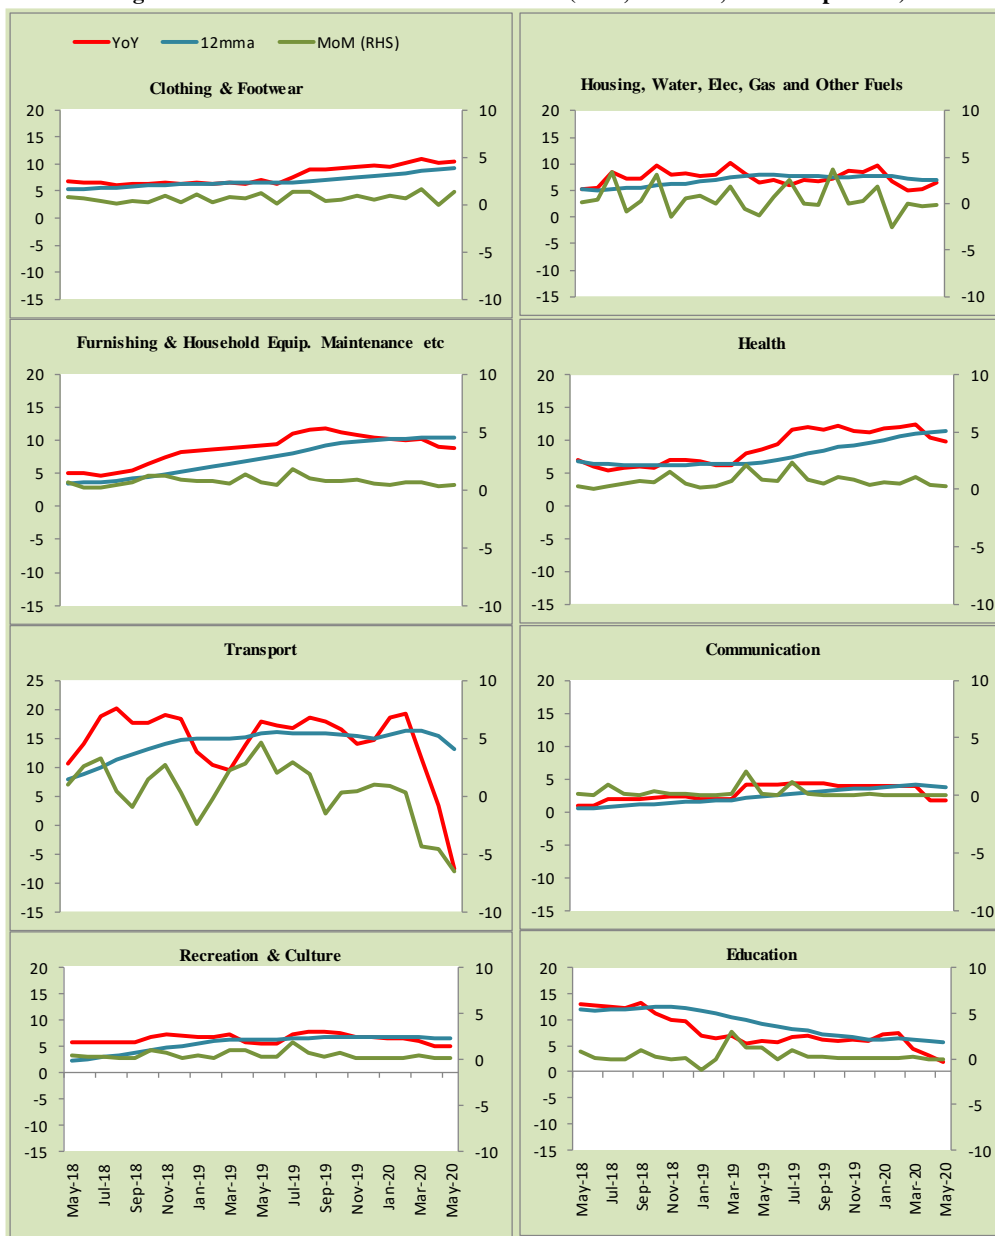 YoY 12mma MoM (RHS)
Clothing & Footwear
20 15 10 5 0 -5 -10 -15
10 5 0 -5 -10
Housing, Water, Elec, Gas and Other Fuels
20 15 10 5 0 -5 -10 -15
10 5 0 -5 -10
Furnishing & Household Equip. Maintenance etc
20 15 10 5 0 -5 -10 -15
10 5 0 -5 -10
Health
20 15 10 5 0 -5 -10 -15
10 5 0 -5 -10
Transport
25 20 15 10 5 0 -5 -10 -15
10 5 0 -5 -10
Communication
20 15 10 5 0 -5 -10 -15
10 5 0 -5 -10
Recreation & Culture
20 15 10 5 0 -5 -10 -15
10 5 0 -5 -10
May-18 Jul-18 Sep-18 Nov-18 Jan-19 Mar-19 May-19 Jul-19 Sep-19 Nov-19 Jan-20 Mar-20 May-20
Education
20 15 10 5 0 -5 -10 -15
10 5 0 -5 -10
May-18 Jul-18 Sep-18 Nov-18 Jan-19 Mar-19 May-19 Jul-19 Sep-19 Nov-19 Jan-20 Mar-20 May-20